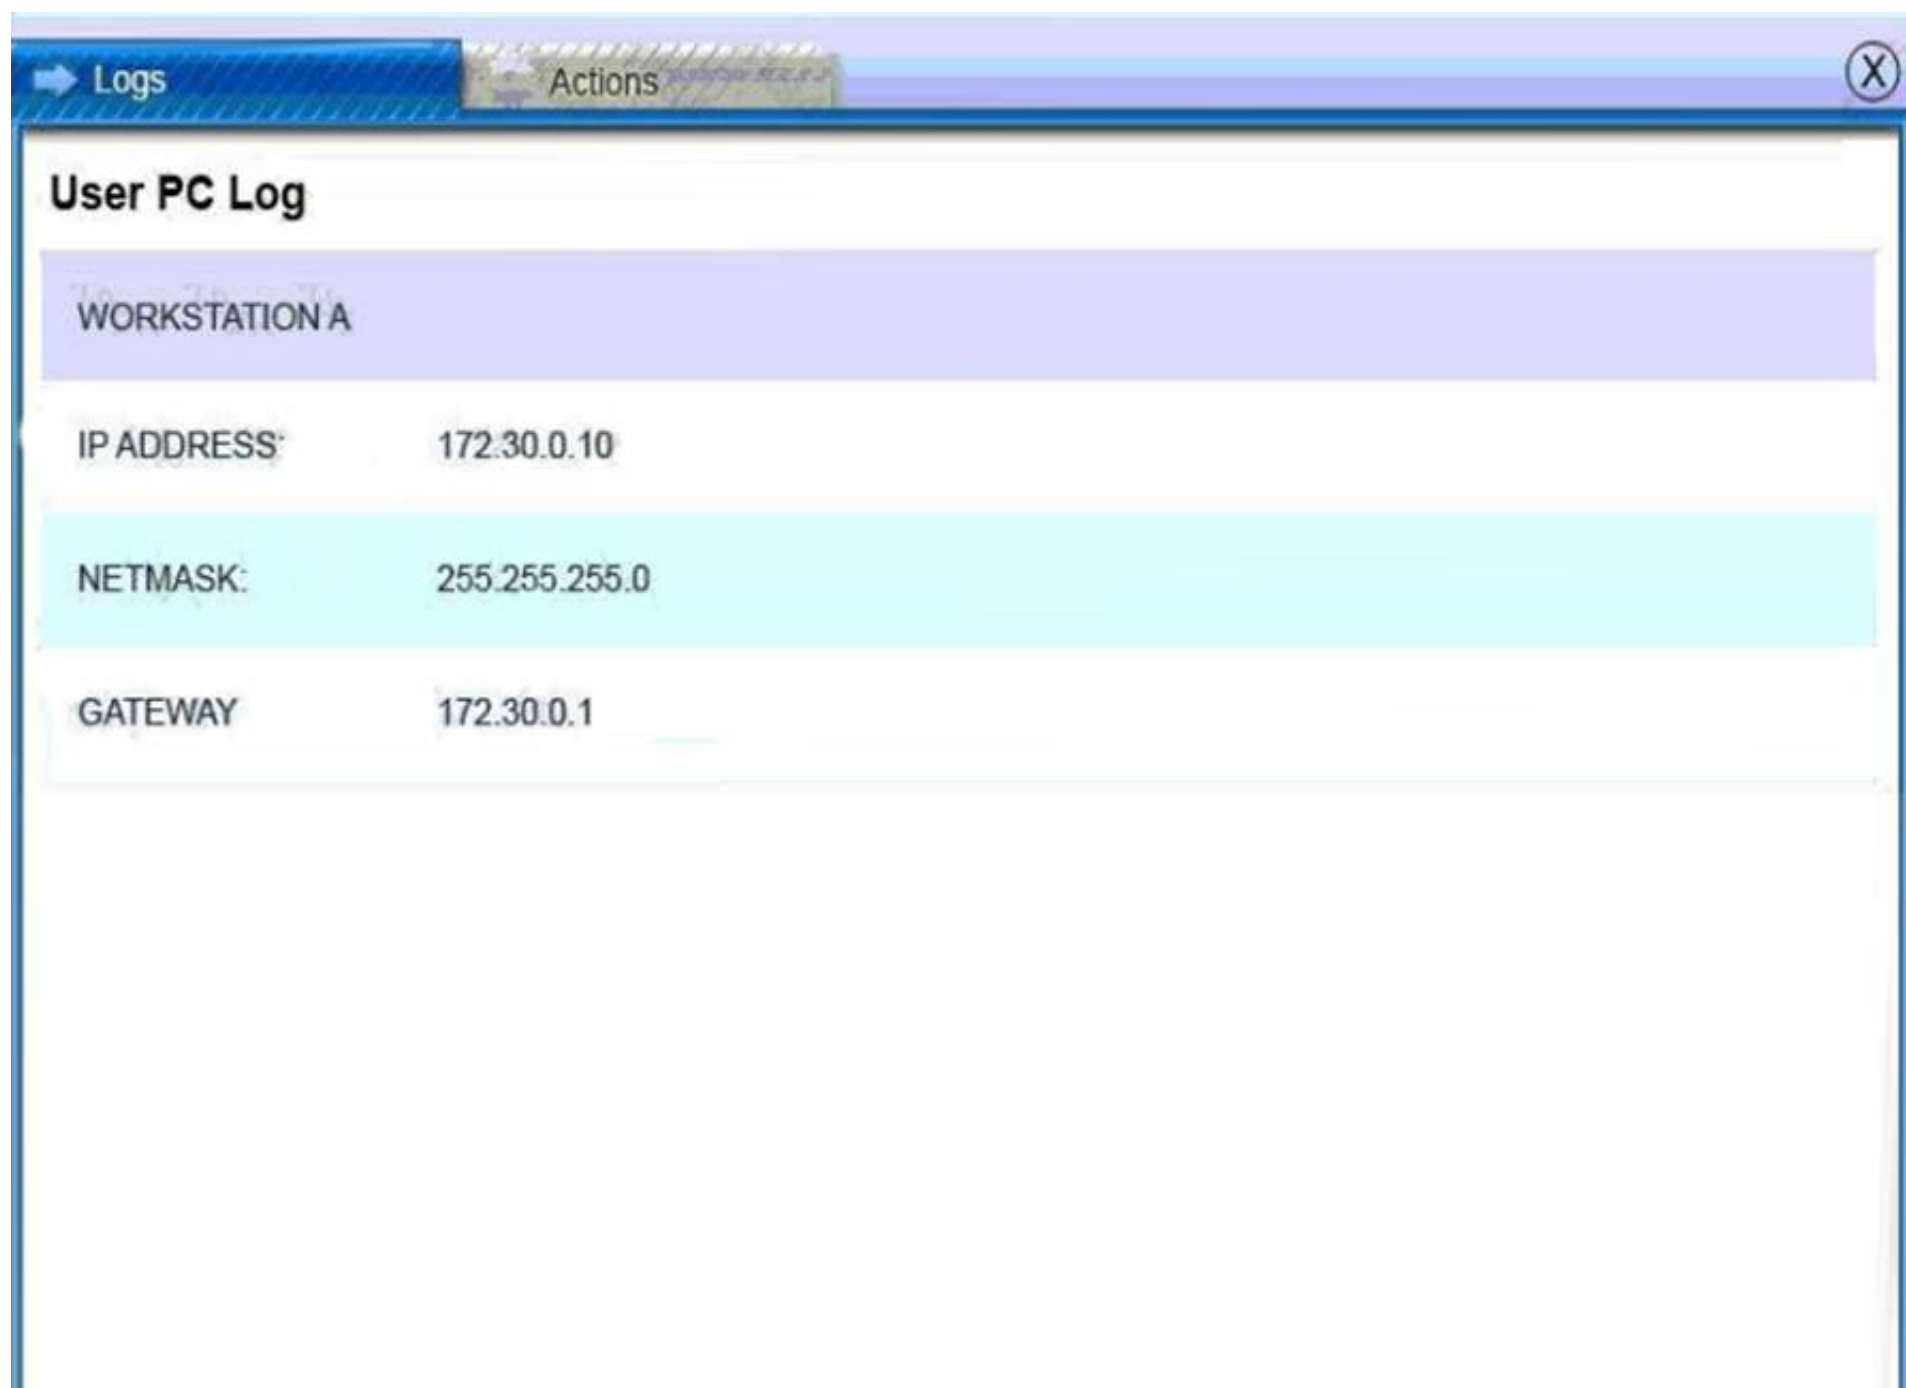 Logs
Actions
X
User PC Log
WORKSTATION A
IP ADDRESS: 172.30.0.10
NETMASK: 255.255.255.0
GATEWAY 172.30.0.1